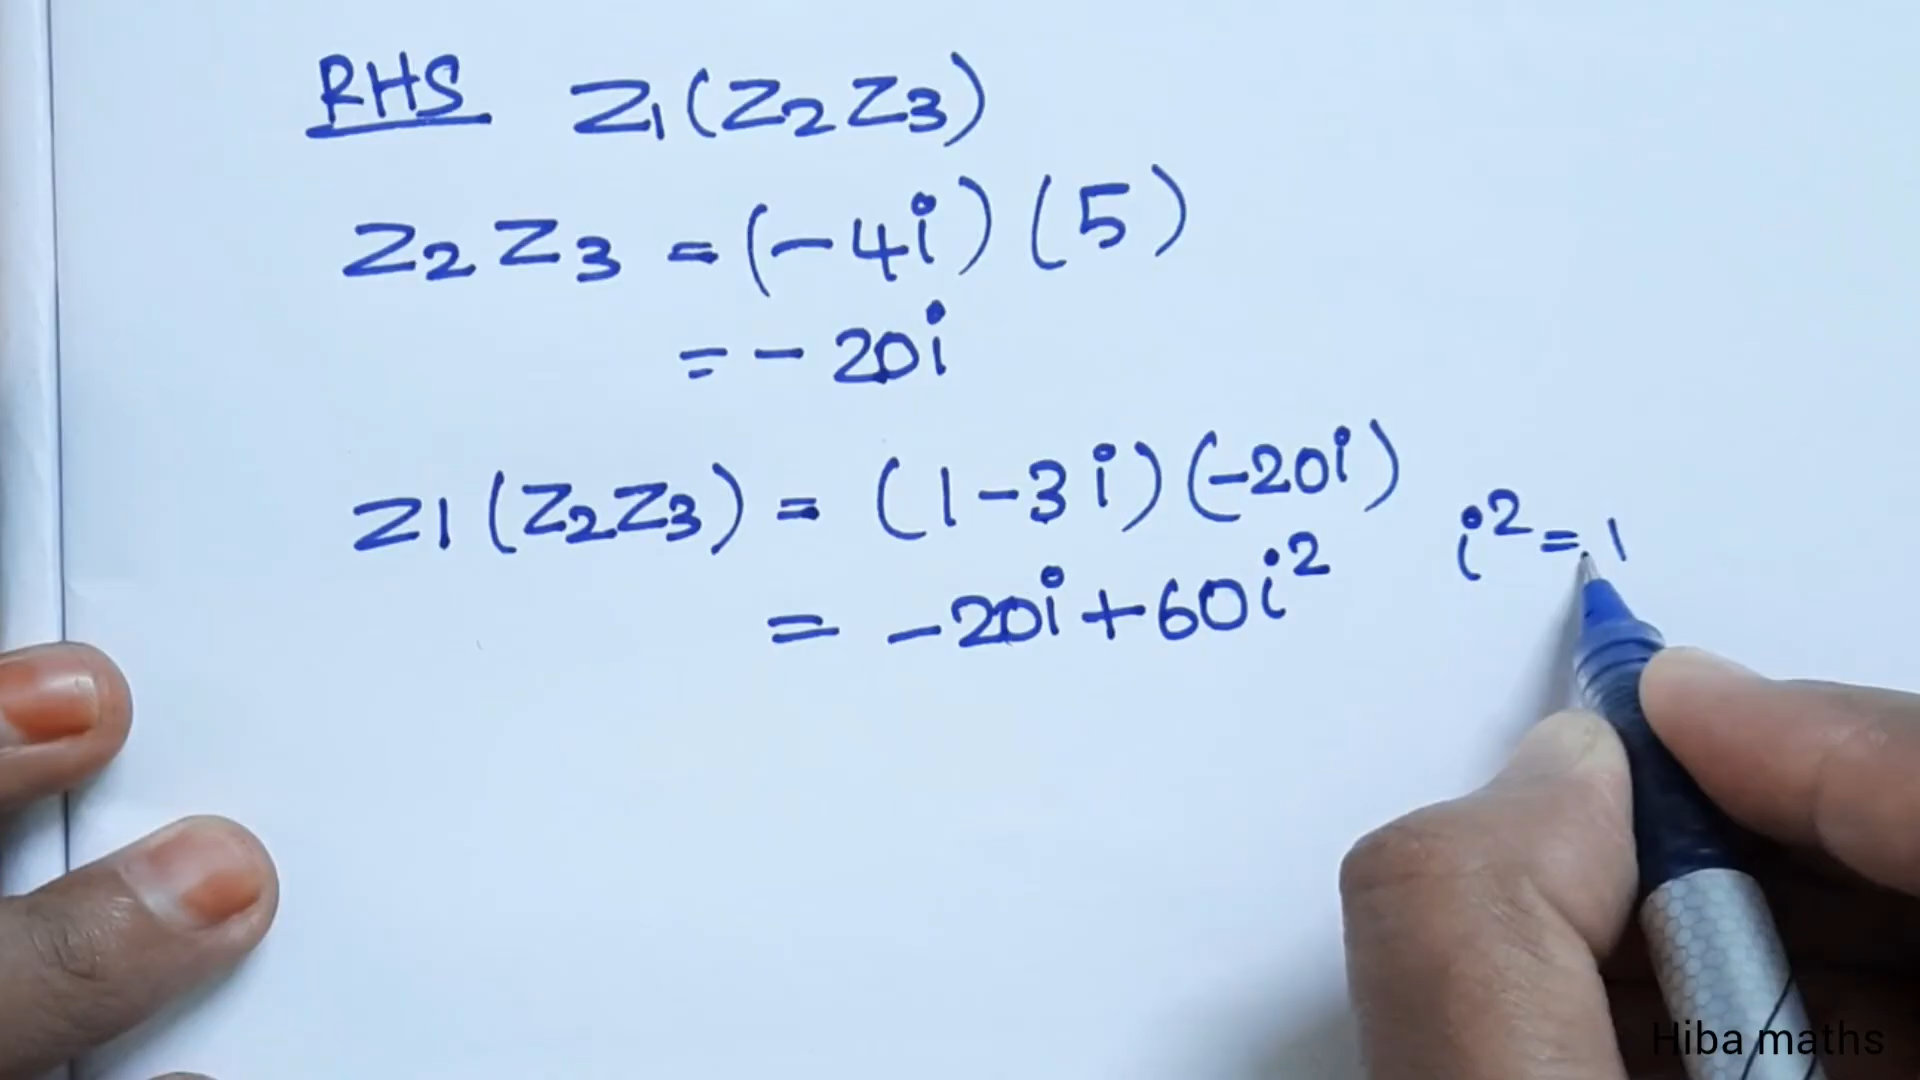 RHS Z1(Z2Z3)
Z2Z3 = (-4i)(5)
= -20i
Z1(Z2Z3) = (1-3i)(-20i)
= -20i+60i² i²= 1
Hiba maths